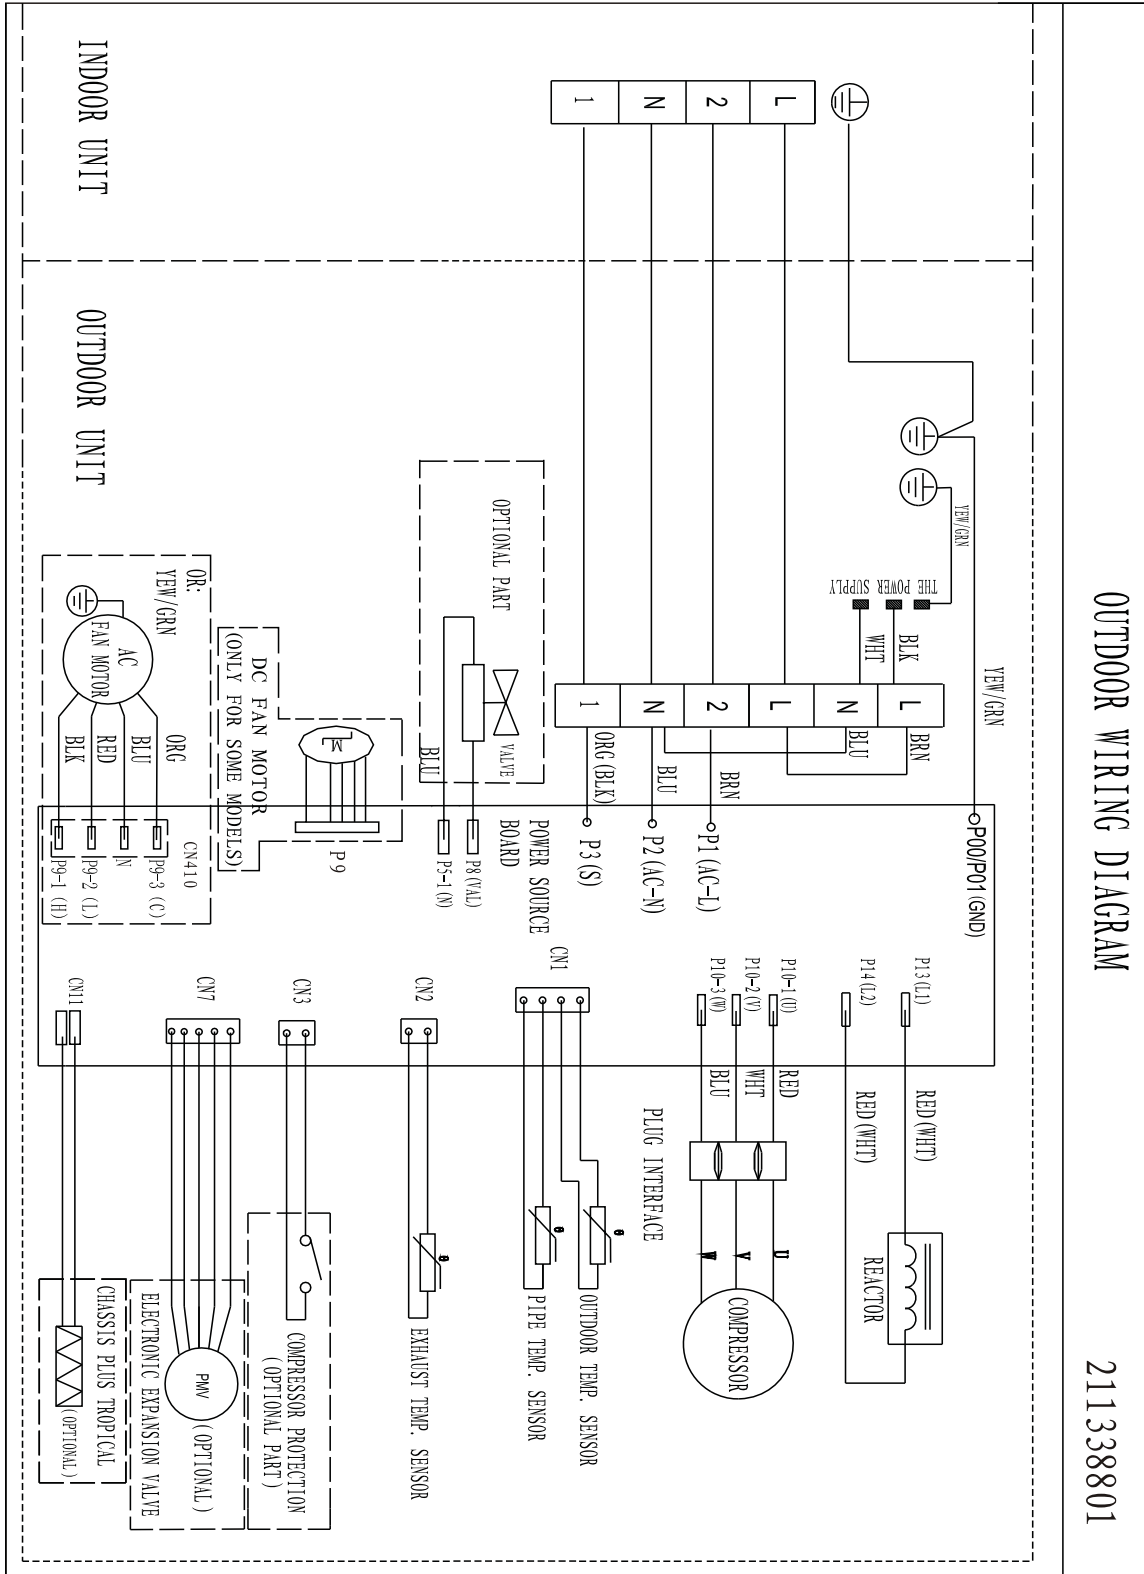 OUTDOOR WIRING DIAGRAM
2113388801
INDOOR UNIT
OUTDOOR UNIT
L
2
N
1
YEW/GRN
YEW/GRN
THE POWER SUPPLY
BLK
WHT
L
N
L
2
N
1
BRN
BLU
BRN
BLU
ORG(BLK)
P00/P01(GND)
P1(AC-L)
P2(AC-N)
P3(S)
POWER SOURCE
BOARD
OPTIONAL PART
VALVE
BLU
P8(VAL)
P5-1(N)
M
P9
DC FAN MOTOR
(ONLY FOR SOME MODELS)
OR:
YEW/GRN
AC
FAN MOTOR
ORG
BLU
RED
BLK
CN410
P9-3(C)
N
P9-2(L)
P9-1(H)
P13(L1)
P14(L2)
RED(WHT)
RED(WHT)
REACTOR
P10-1(U)
P10-2(V)
P10-3(W)
RED
WHT
BLU
PLUG INTERFACE
U
V
W
COMPRESSOR
CN1
θ
OUTDOOR TEMP. SENSOR
θ
PIPE TEMP. SENSOR
CN2
θ
EXHAUST TEMP. SENSOR
CN3
COMPRESSOR PROTECTION
(OPTIONAL PART)
CN7
PMV
(OPTIONAL)
ELECTRONIC EXPANSION VALVE
CN11
CHASSIS PLUS TROPICAL
(OPTIONAL)